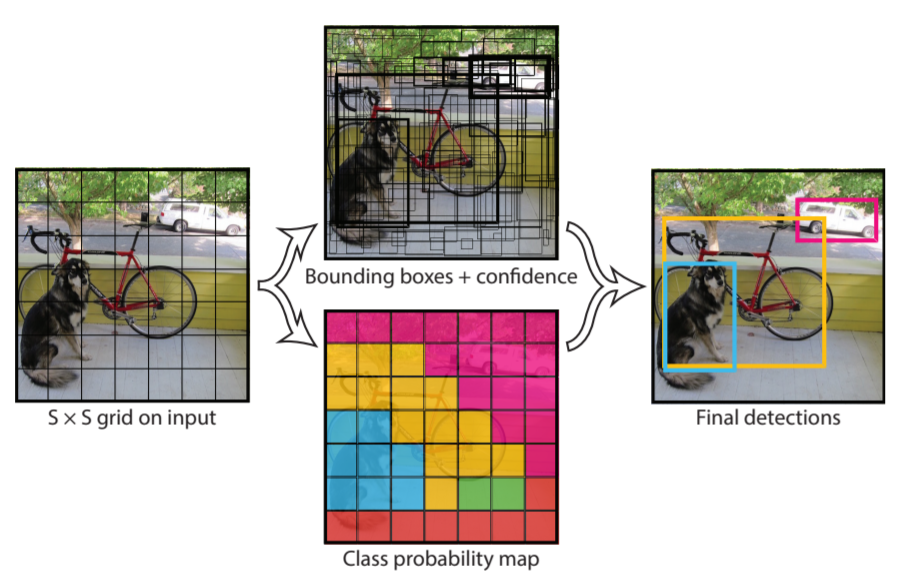 S × S grid on input
Bounding boxes + confidence
Class probability map
Final detections